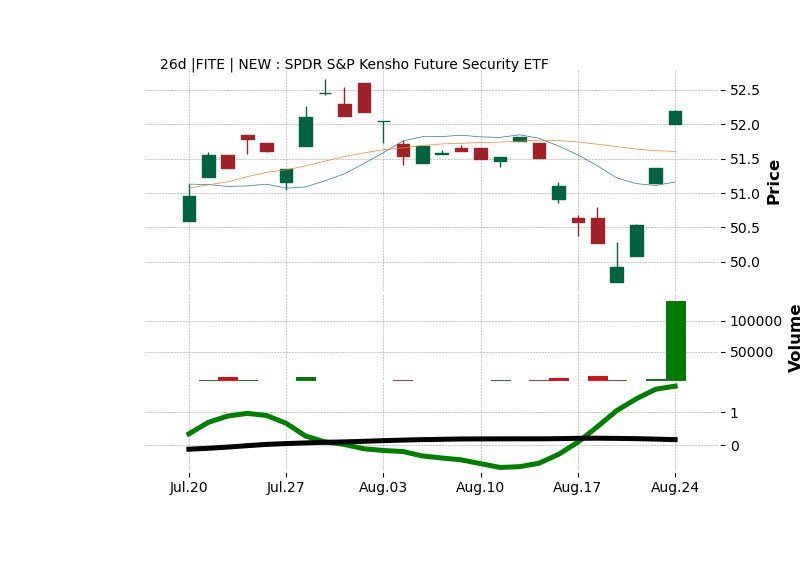 26d |FITE | NEW : SPDR S&P Kensho Future Security ETF
52.5
52.0
51.5
51.0
50.5
50.0
Price
100000
50000
Volume
1
0
Jul.20 Jul.27 Aug.03 Aug.10 Aug.17 Aug.24